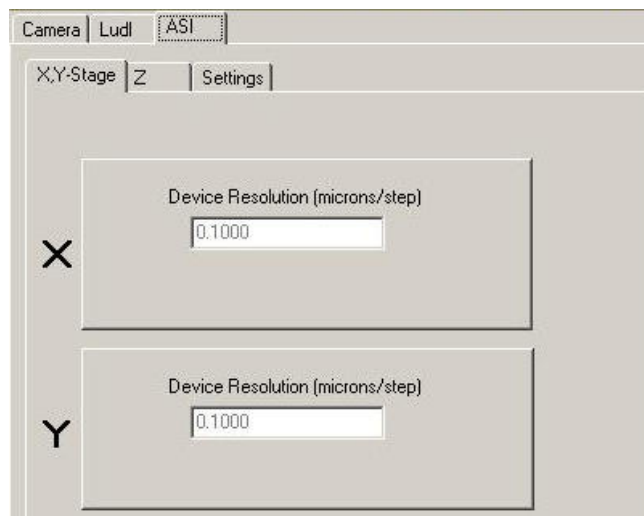 Camera Ludl ASI
X,Y-Stage Z Settings
Device Resolution (microns/step)
0.1000
X
Device Resolution (microns/step)
0.1000
Y